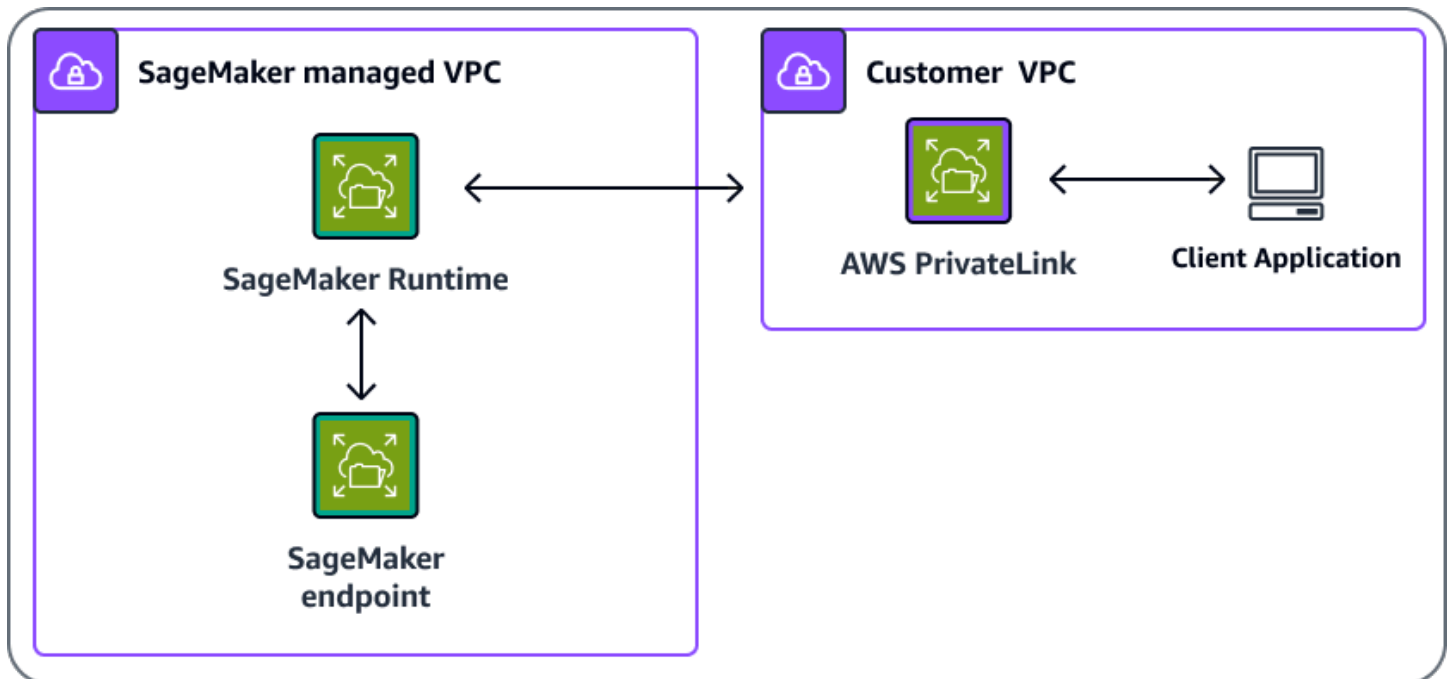 SageMaker managed VPC
Customer VPC
SageMaker Runtime
AWS PrivateLink
Client Application
SageMaker
endpoint